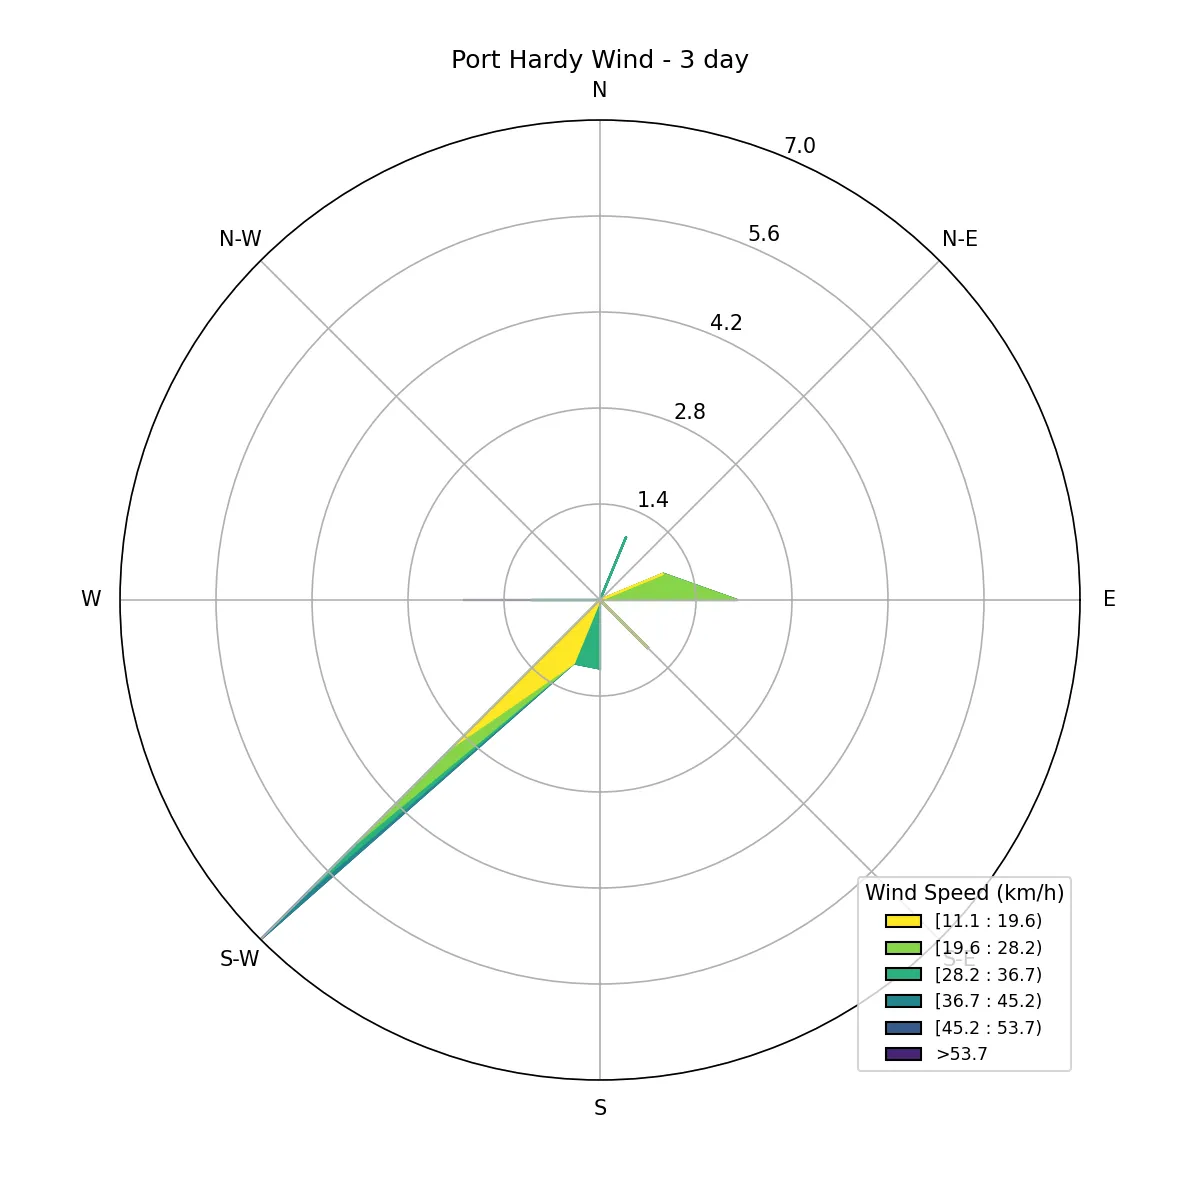 Port Hardy Wind - 3 day
N
7.0
N-W
5.6
N-E
4.2
2.8
1.4
W
E
S-W
S-E
S
Wind Speed (km/h)
[11.1 : 19.6)
[19.6 : 28.2)
[28.2 : 36.7)
[36.7 : 45.2)
[45.2 : 53.7)
>53.7